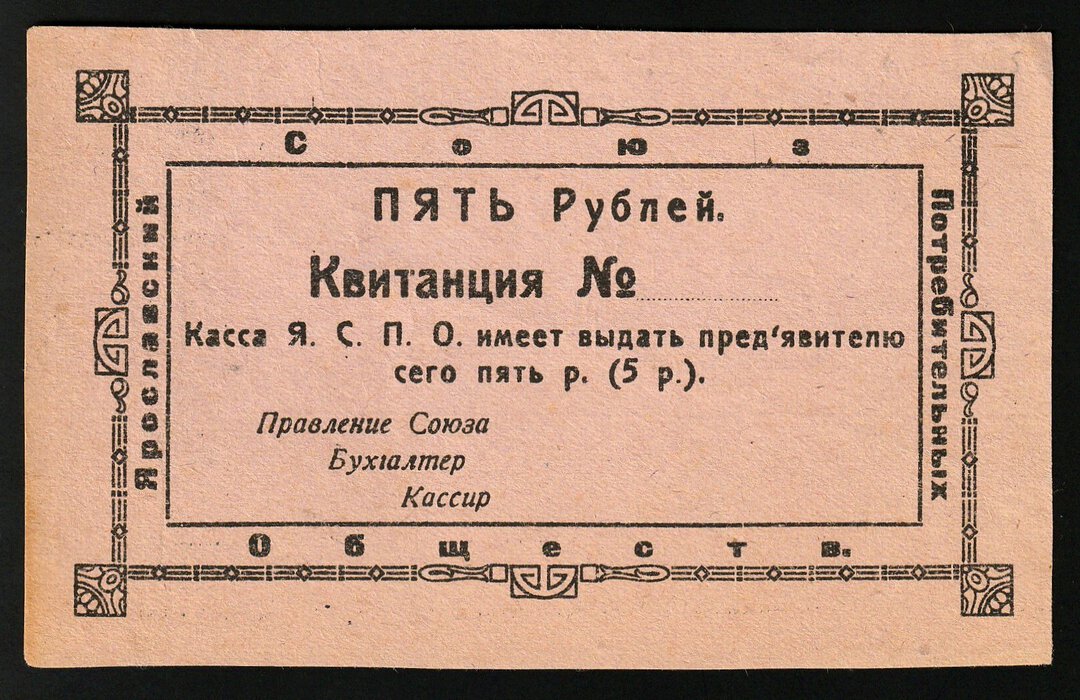 Ярославский
Союз
Потребительных
Обществ.
ПЯТЬ Рублей.
Квитанция №
Касса Я. С. П. О. имеет выдать пред'явителю
сего пять р. (5 р.).
Правление Союза
Бухгалтер
Кассир